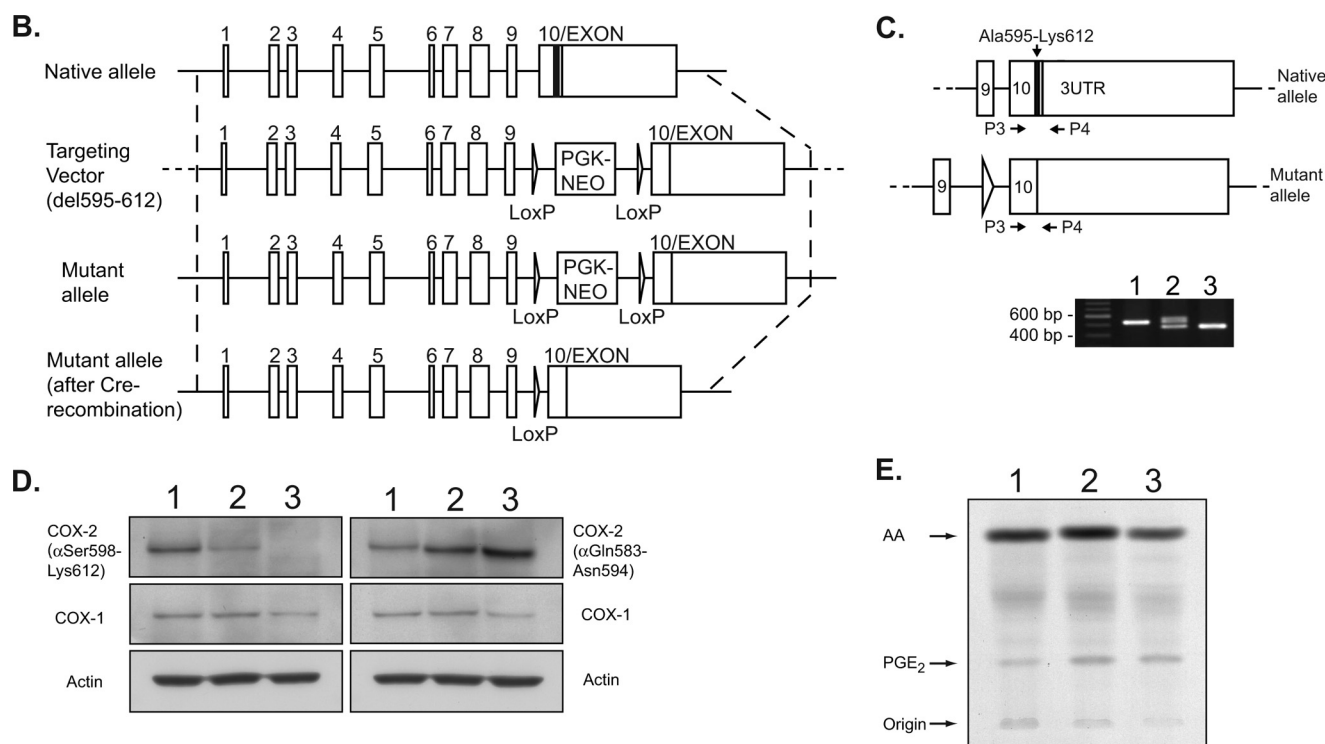 B.
1 2 3 4 5 6 7 8 9 10/EXON
Native allele
1 2 3 4 5 6 7 8 9 10/EXON
Targeting
Vector
(del595-612)
PGK-
NEO
LoxP LoxP
1 2 3 4 5 6 7 8 9 10/EXON
Mutant
allele
PGK-
NEO
LoxP LoxP
1 2 3 4 5 6 7 8 9 10/EXON
Mutant allele
(after Cre-
recombination)
LoxP
C.
Ala595-Lys612
9 10 3UTR
Native
allele
P3 P4
9 10
Mutant
allele
P3 P4
1 2 3
600 bp -
400 bp -
D.
1 2 3 1 2 3
COX-2
(αSer598-
Lys612)
COX-2
(αGln583-
Asn594)
COX-1 COX-1
Actin Actin
E.
1 2 3
AA
PGE2
Origin